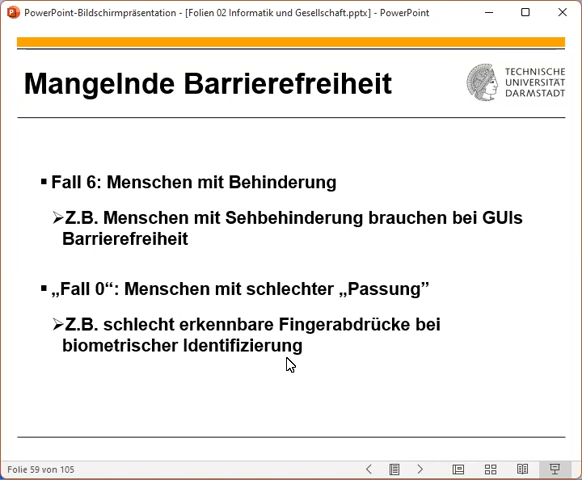 PowerPoint-Bildschirmpräsentation - [Folien 02 Informatik und Gesellschaft.pptx] - PowerPoint
Mangelnde Barrierefreiheit
TECHNISCHE
UNIVERSITÄT
DARMSTADT
▪ Fall 6: Menschen mit Behinderung
➢Z.B. Menschen mit Sehbehinderung brauchen bei GUIs
Barrierefreiheit
▪ „Fall 0“: Menschen mit schlechter „Passung”
➢Z.B. schlecht erkennbare Fingerabdrücke bei
biometrischer Identifizierung
Folie 59 von 105